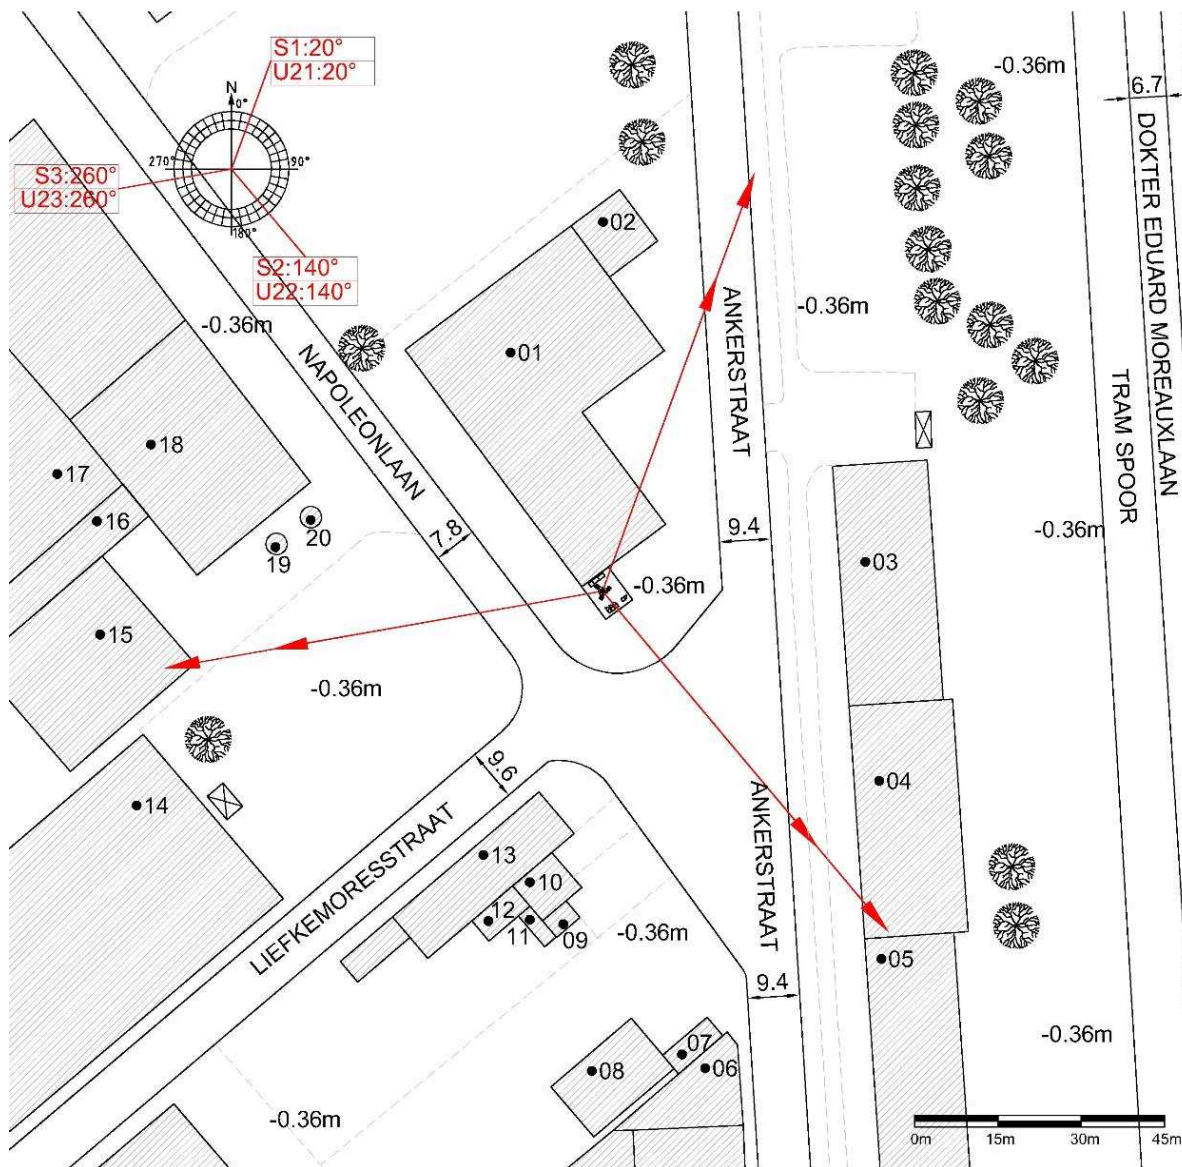 S1:20°
U21:20°
N
0°
90°
180°
270°
S3:260°
U23:260°
S2:140°
U22:140°
-0.36m
6.7
DOKTER EDUARD MOREAUXLAAN
TRAM SPOOR
02
-0.36m
-0.36m
ANKERSTRAAT
01
NAPOLEONLAAN
18
17
16
20
19
7.8
9.4
-0.36m
03
-0.36m
15
-0.36m
9.6
04
14
13
10
12
11
09
LIEFKEMORESSTRAAT
ANKERSTRAAT
-0.36m
05
9.4
-0.36m
07
06
08
-0.36m
0m 15m 30m 45m